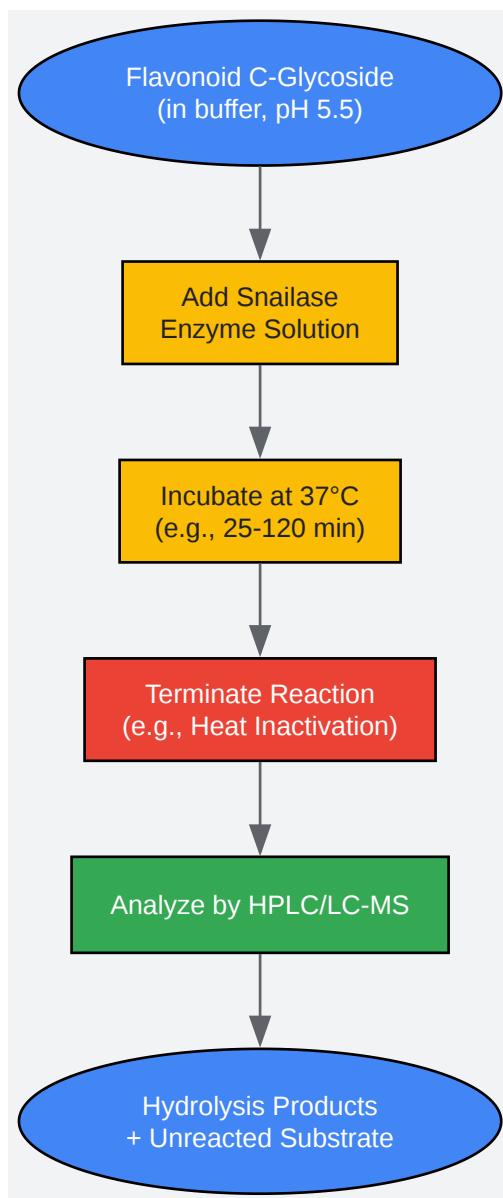 Flavonoid C-Glycoside
(in buffer, pH 5.5)
Add Snailase
Enzyme Solution
Incubate at 37°C
(e.g., 25-120 min)
Terminate Reaction
(e.g., Heat Inactivation)
Analyze by HPLC/LC-MS
Hydrolysis Products
+ Unreacted Substrate